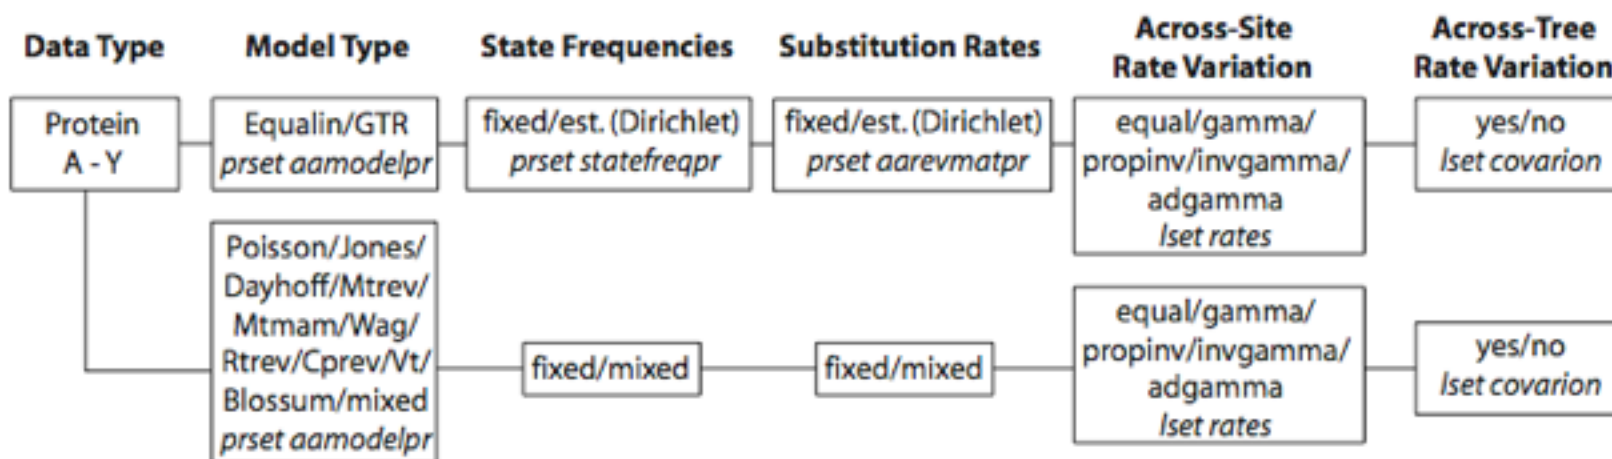 Data Type
Model Type
State Frequencies
Substitution Rates
Across-Site
Rate Variation
Across-Tree
Rate Variation
Protein
A - Y
Equalin/GTR
prset aamodelpr
fixed/est. (Dirichlet)
prset statefreqpr
fixed/est. (Dirichlet)
prset aarevmatpr
equal/gamma/
propinv/invgamma/
adgamma
lset rates
yes/no
lset covarion
Poisson/Jones/
Dayhoff/Mtrev/
Mtmam/Wag/
Rtrev/Cprev/Vt/
Blossum/mixed
prset aamodelpr
fixed/mixed
fixed/mixed
equal/gamma/
propinv/invgamma/
adgamma
lset rates
yes/no
lset covarion